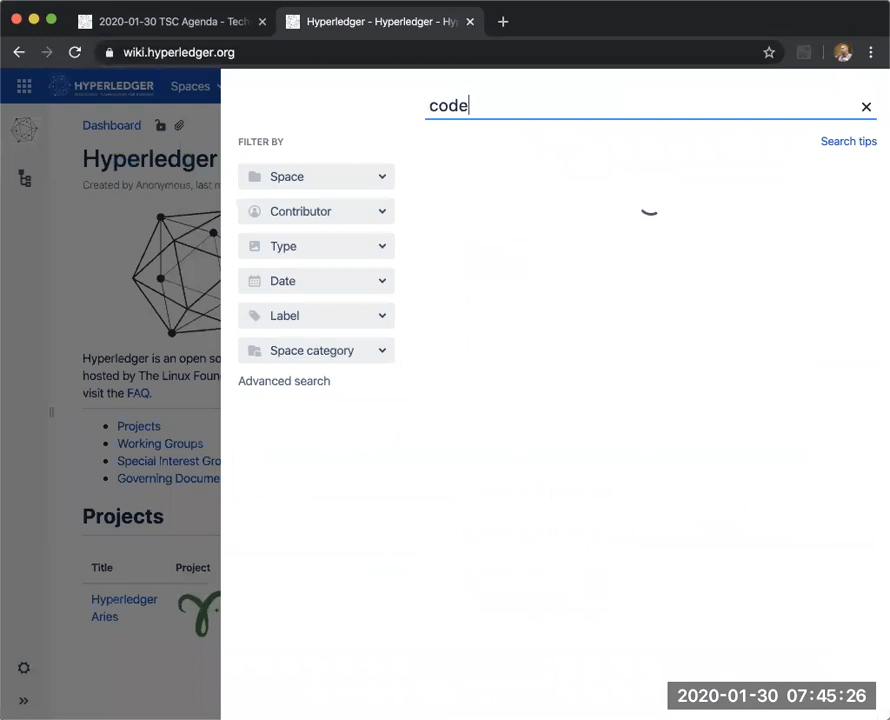 2020-01-30 TSC Agenda - Tech
Hyperledger - Hyperledger - Hy
wiki.hyperledger.org
HYPERLEDGER
Spaces
code
Dashboard
Hyperledger
Created by Anonymous, last
FILTER BY
Search tips
Space
Contributor
Type
Date
Label
Space category
Advanced search
Hyperledger is an open so
hosted by The Linux Foun
visit the FAQ.
Projects
Working Groups
Special Interest Gro
Governing Docume
Projects
Title
Project
Hyperledger
Aries
2020-01-30 07:45:26